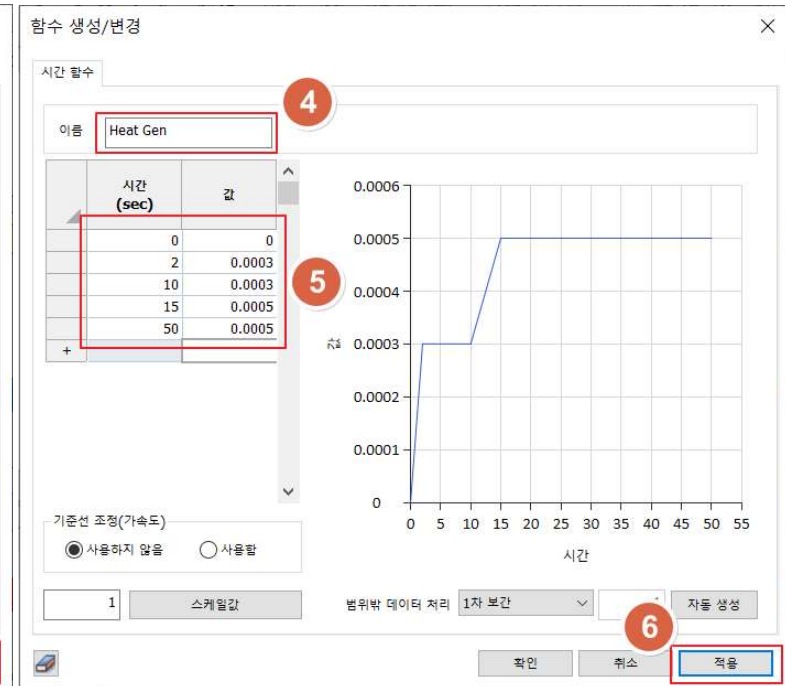 함수 생성/변경
시간 함수
4
이름 Heat Gen
시간 (sec) 값
0 0
2 0.0003
10 0.0003
15 0.0005
50 0.0005
+
5
0.0006
0.0005
0.0004
0.0003
0.0002
0.0001
0
값
0 5 10 15 20 25 30 35 40 45 50 55
시간
기준선 조정(가속도)
사용하지 않음 사용함
1 스케일값
범위밖 데이터 처리 1차 보간 자동 생성
6
확인 취소 적용